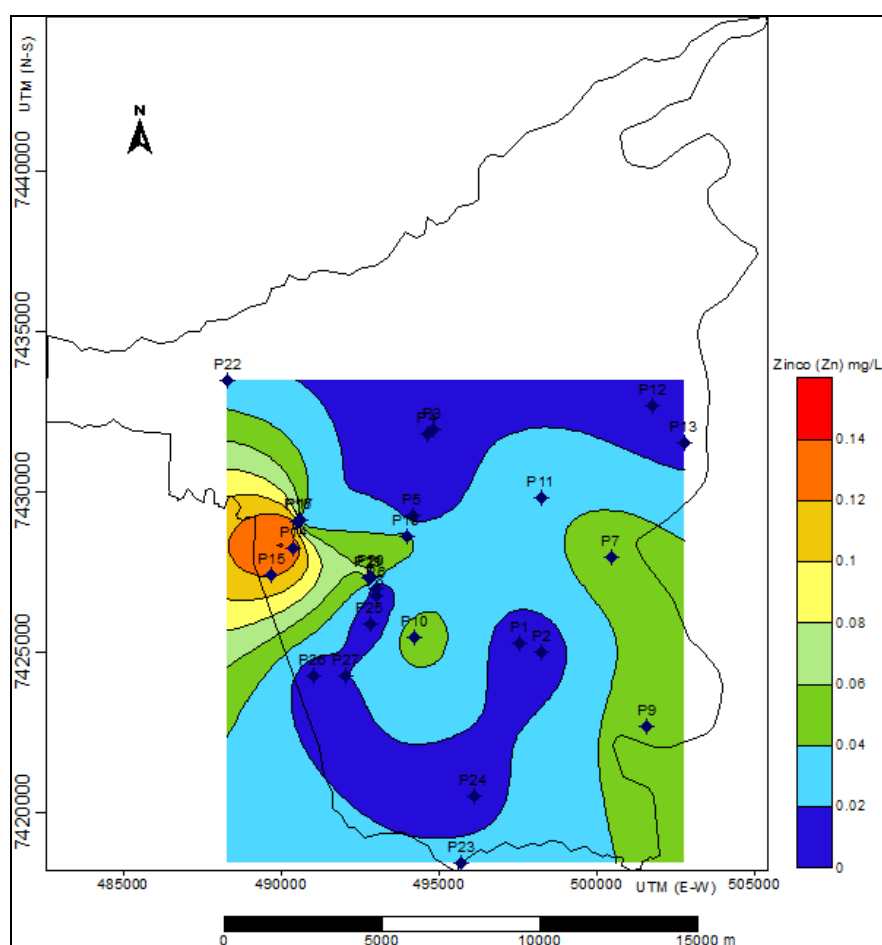 UTM (N-S)
N
7440000
7435000
7430000
7425000
7420000
P22
P12
P3
P13
P11
P5
P7
P15
P25
P10
P1
P2
P26
P27
P9
P24
P23
Zinco (Zn) mg/L
0.14
0.12
0.1
0.08
0.06
0.04
0.02
0
485000
490000
495000
500000
505000
UTM (E-W)
0
5000
10000
15000 m